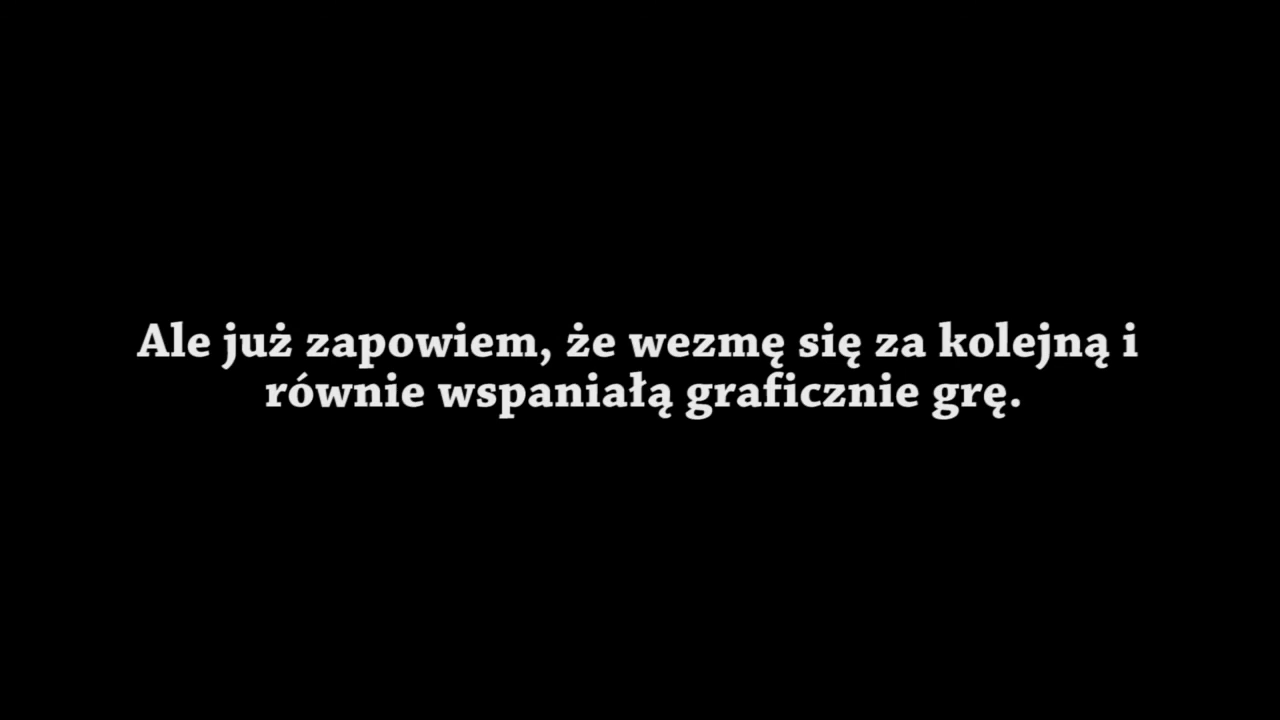 Ale już zapowiem, że wezmę się za kolejną i
równie wspaniałą graficznie grę.